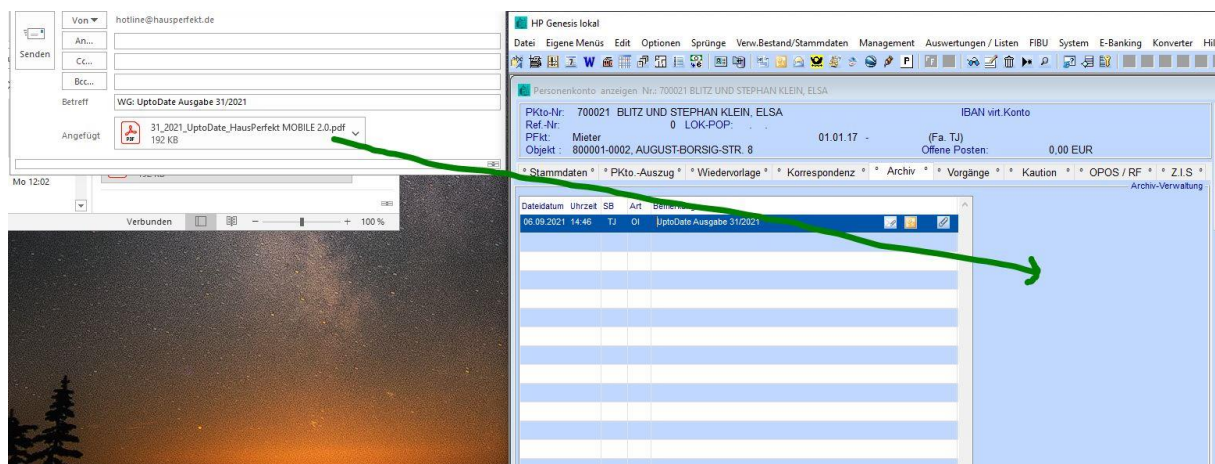 Von
hotline@hausperfekt.de
An...
Senden
Cc...
Bcc...
Betreff
WG: UptoDate Ausgabe 31/2021
Angefügt
31_2021_UptoDate_HausPerfekt MOBILE 2.0.pdf
192 KB
Mo 12:02
Verbunden
100 %
HP Genesis lokal
Datei Eigene Menüs Edit Optionen Sprünge Verw.Bestand/Stammdaten Management Auswertungen / Listen FIBU System E-Banking Konverter
Personenkonto anzeigen Nr.: 700021 BLITZ UND STEPHAN KLEIN, ELSA
PKto-Nr: 700021 BLITZ UND STEPHAN KLEIN, ELSA IBAN virt.Konto
Ref.-Nr: 0 LOK-POP: . .
PFkt: Mieter 01.01.17 - (Fa. TJ)
Objekt : 800001-0002, AUGUST-BORSIG-STR. 8 Offene Posten: 0,00 EUR
° Stammdaten ° ° PKto.-Auszug ° ° Wiedervorlage ° ° Korrespondenz ° ° Archiv ° ° Vorgänge ° ° Kaution ° ° OPOS / RF ° ° Z.I.S °
Archiv-Verwaltung
Dateidatum Uhrzeit SB Art
06.09.2021 14:46 TJ OI UptoDate Ausgabe 31/2021